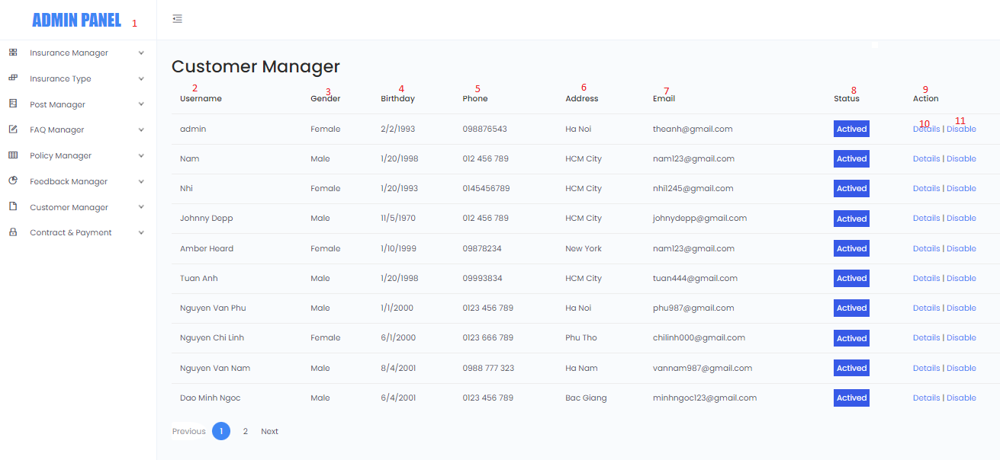 ADMIN PANEL 1
Insurance Manager
Insurance Type
Post Manager
FAQ Manager
Policy Manager
Feedback Manager
Customer Manager
Contract & Payment
Customer Manager
2 3 4 5 6 7 8 9
Username Gender Birthday Phone Address Email Status Action
10 11
admin Female 2/2/1993 098876543 Ha Noi theanh@gmail.com Actived Details | Disable
Nam Male 1/20/1998 012 456 789 HCM City nam123@gmail.com Actived Details | Disable
Nhi Female 1/20/1993 0145456789 HCM City nhi1245@gmail.com Actived Details | Disable
Johnny Depp Male 11/5/1970 012 456 789 HCM City johnydepp@gmail.com Actived Details | Disable
Amber Heard Female 1/10/1999 09878234 New York nam123@gmail.com Actived Details | Disable
Tuan Anh Male 1/20/1998 09993834 HCM City tuan444@gmail.com Actived Details | Disable
Nguyen Van Phu Male 1/1/2000 0123 456 789 Ha Noi phu987@gmail.com Actived Details | Disable
Nguyen Chi Linh Female 6/1/2000 0123 666 789 Phu Tho chilinh000@gmail.com Actived Details | Disable
Nguyen Van Nam Male 8/4/2001 0988 777 323 Ha Nam vannam987@gmail.com Actived Details | Disable
Dao Minh Ngoc Male 6/4/2001 0123 456 789 Bac Giang minhngoc123@gmail.com Actived Details | Disable
Previous 1 2 Next